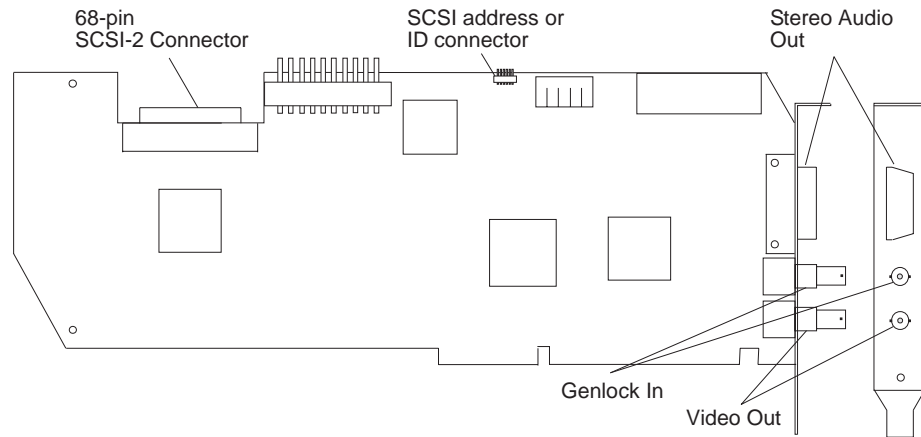 68-pin
SCSI-2 Connector
SCSI address or
ID connector
Stereo Audio
Out
Genlock In
Video Out